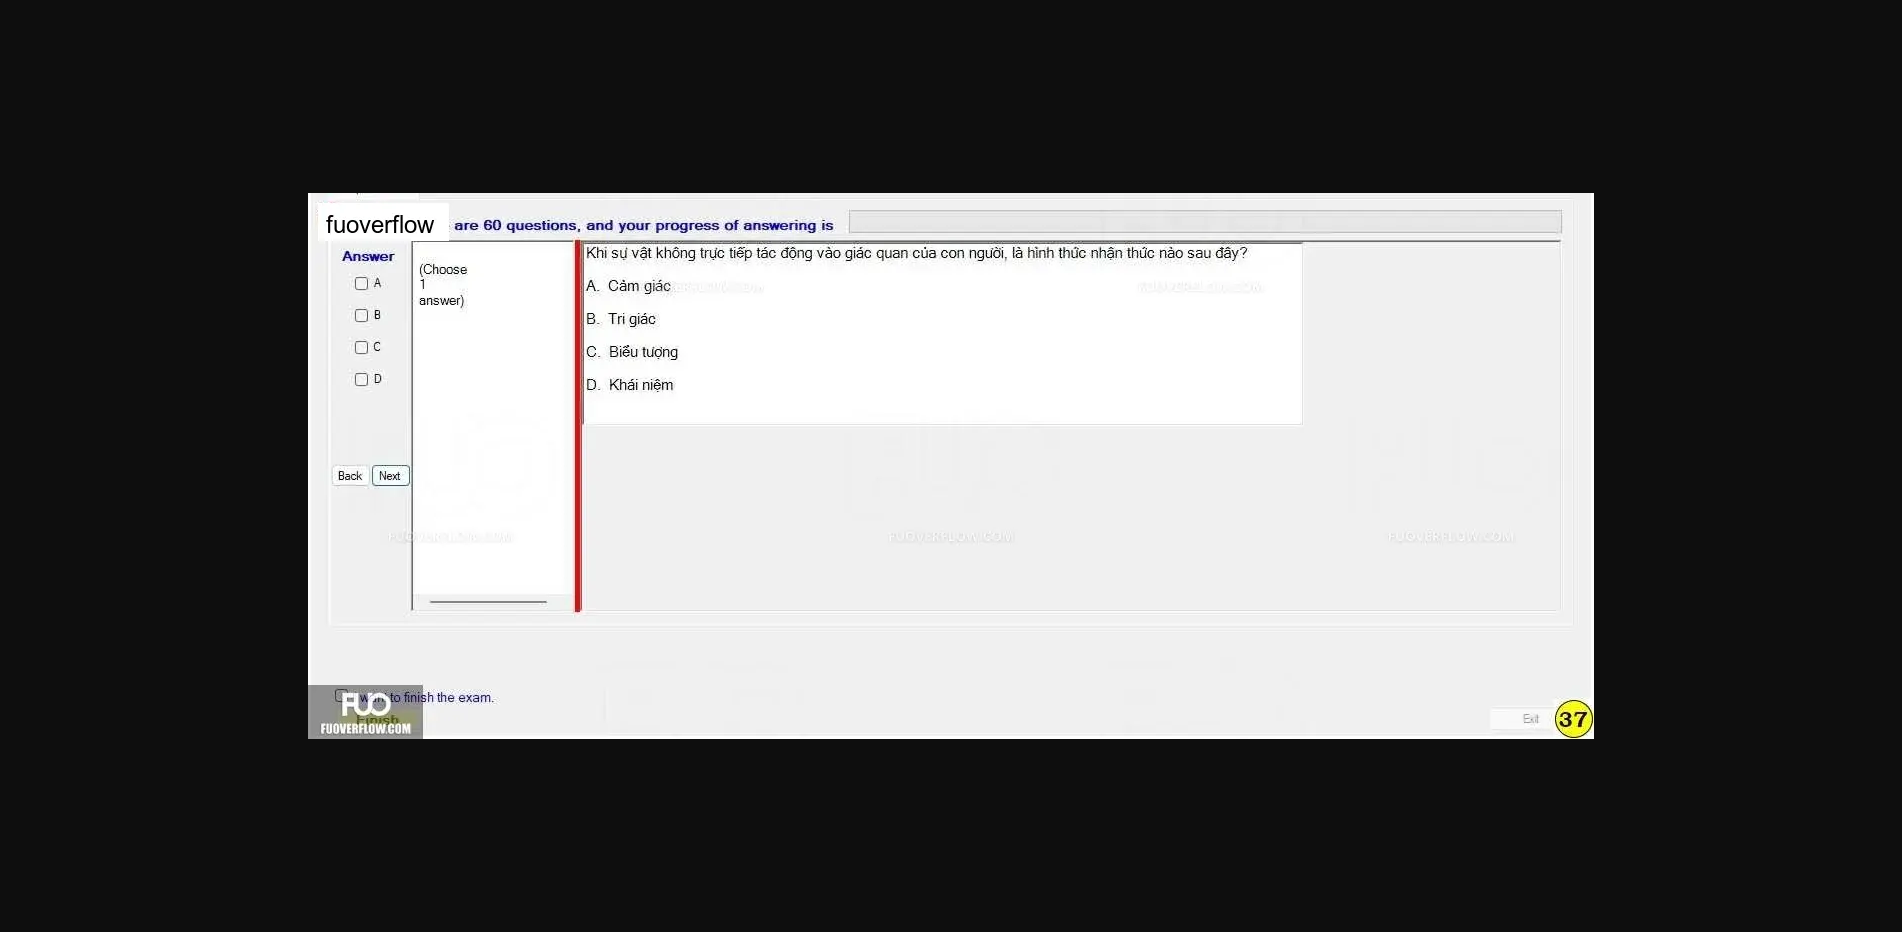 fuoverflow are 60 questions, and your progress of answering is
Answer
A
B
C
D
(Choose
1
answer)
Khi sự vật không trực tiếp tác động vào giác quan của con người, là hình thức nhận thức nào sau đây?
A. Cảm giác
B. Tri giác
C. Biểu tượng
D. Khái niệm
Back Next
FUOVERFLOW.COM FUOVERFLOW.COM FUOVERFLOW.COM
want to finish the exam.
Finish
FUO
FUOVERFLOW.COM
Exit
37